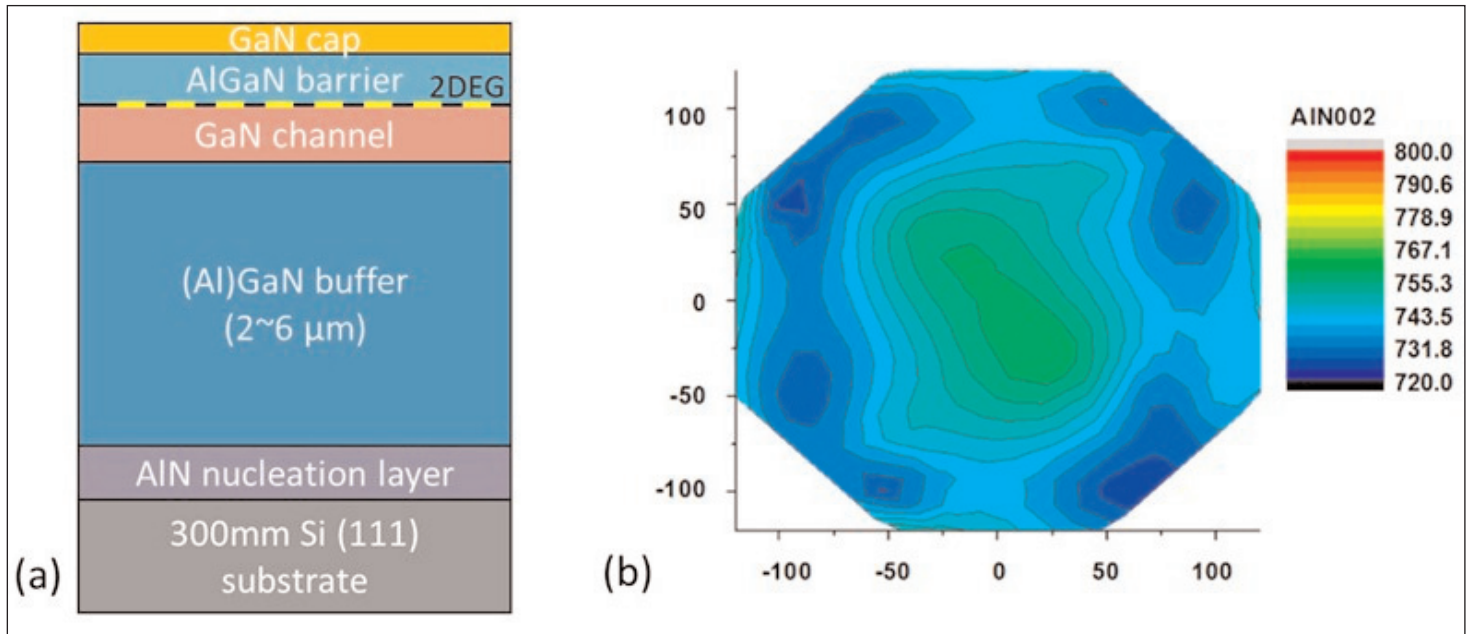 GaN cap
AlGaN barrier
2DEG
GaN channel
(Al)GaN buffer
(2~6 μm)
AlN nucleation layer
300mm Si (111)
substrate
(a)
100
50
0
-50
-100
-100
-50
0
50
100
(b)
AlN002
800.0
790.6
778.9
767.1
755.3
743.5
731.8
720.0